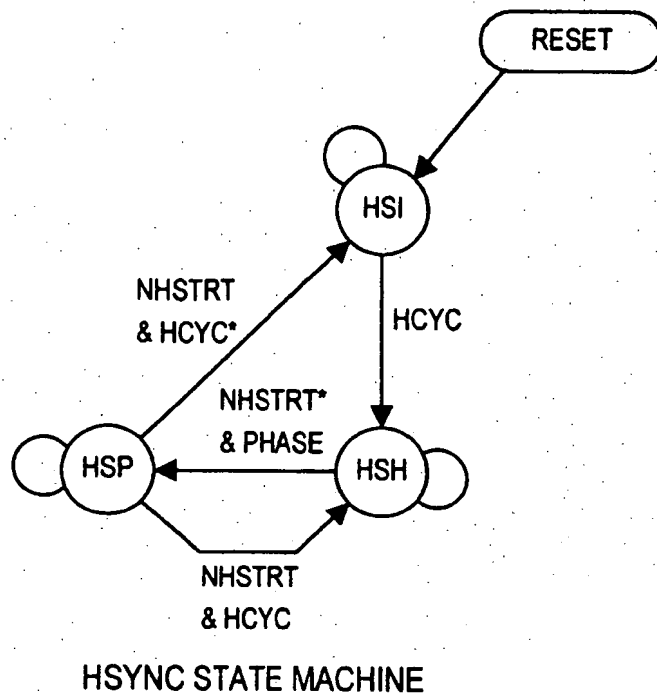 RESET
HSI
NHSTRT
& HCYC*
HCYC
NHSTRT*
& PHASE
HSP
HSH
NHSTRT
& HCYC
HSYNC STATE MACHINE